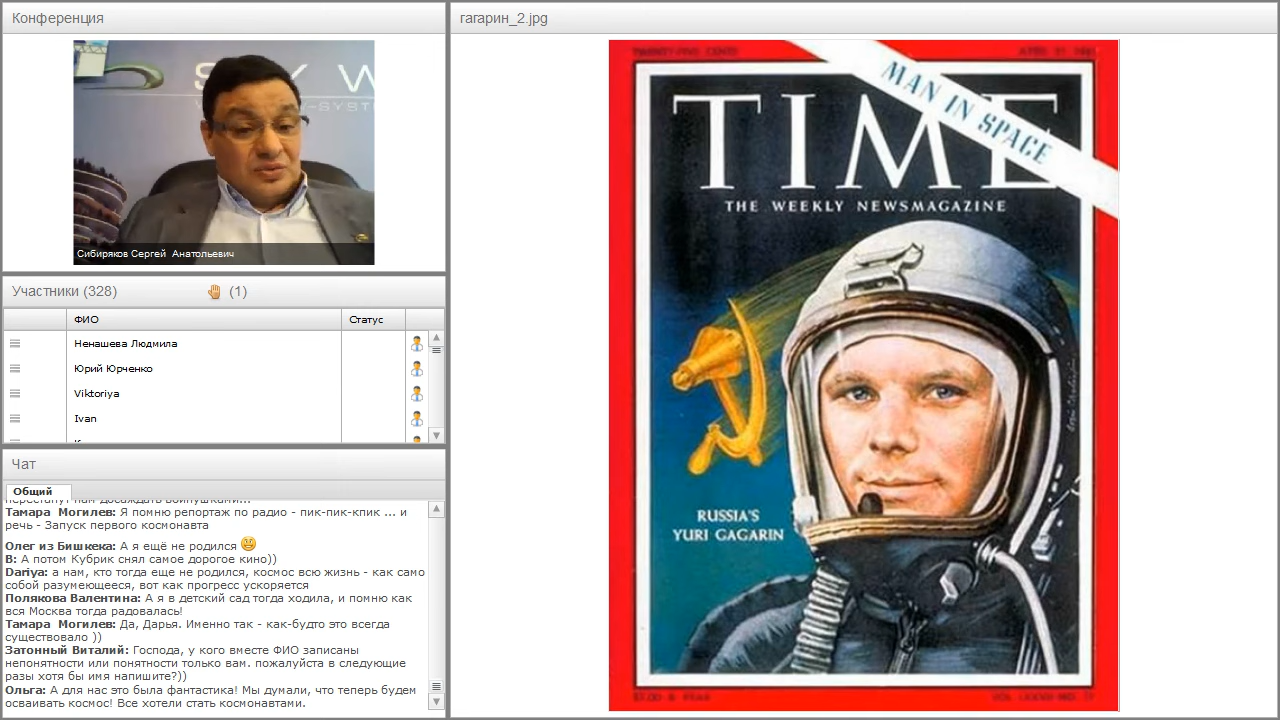 Конференция
гагарин_2.jpg
Сибиряков Сергей Анатольевич
Участники (328)
(1)
ФИО
Статус
Ненашева Людмила
Юрий Юрченко
Viktoriya
Ivan
Чат
Общий
Тамара Могилев: Я помню репортаж по радио - пик-пик-кпик ... и
речь - Запуск первого космонавта
Олег из Бишкека: А я ещё не родился
В: А потом Кубрик снял самое дорогое кино))
Dariya: а нам, кто тогда еще не родился, космос всю жизнь - как само
собой разумеющееся, вот как прогресс ускоряется
Полякова Валентина: А я в детский сад тогда ходила, и помню как
вся Москва тогда радовалась!
Тамара Могилев: Да, Дарья. Именно так - как-будто это всегда
существовало ))
Затонный Виталий: Господа, у кого вместе ФИО записаны
непонятности или понятности только вам. пожалуйста в следующие
разы хотя бы имя напишите?))
Ольга: А для нас это была фантастика! Мы думали, что теперь будем
осваивать космос! Все хотели стать космонавтами.
TWENTY-FIVE CENTS
MAN IN SPACE
TIME
THE WEEKLY NEWSMAGAZINE
RUSSIA'S
YURI GAGARIN